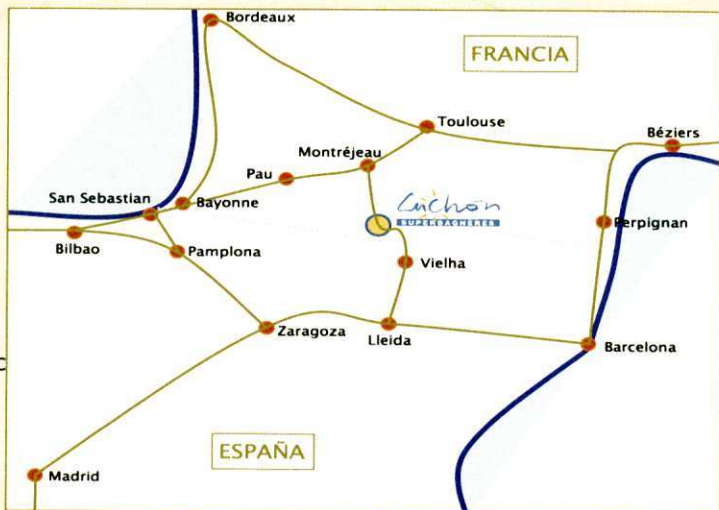 Bordeaux
FRANCIA
Toulouse
Béziers
Montréjeau
Pau
San Sebastian
Bayonne
Luchon
SUPERBAGNERES
Perpignan
Bilbao
Pamplona
Vielha
Zaragoza
Lleida
Barcelona
ESPAÑA
Madrid